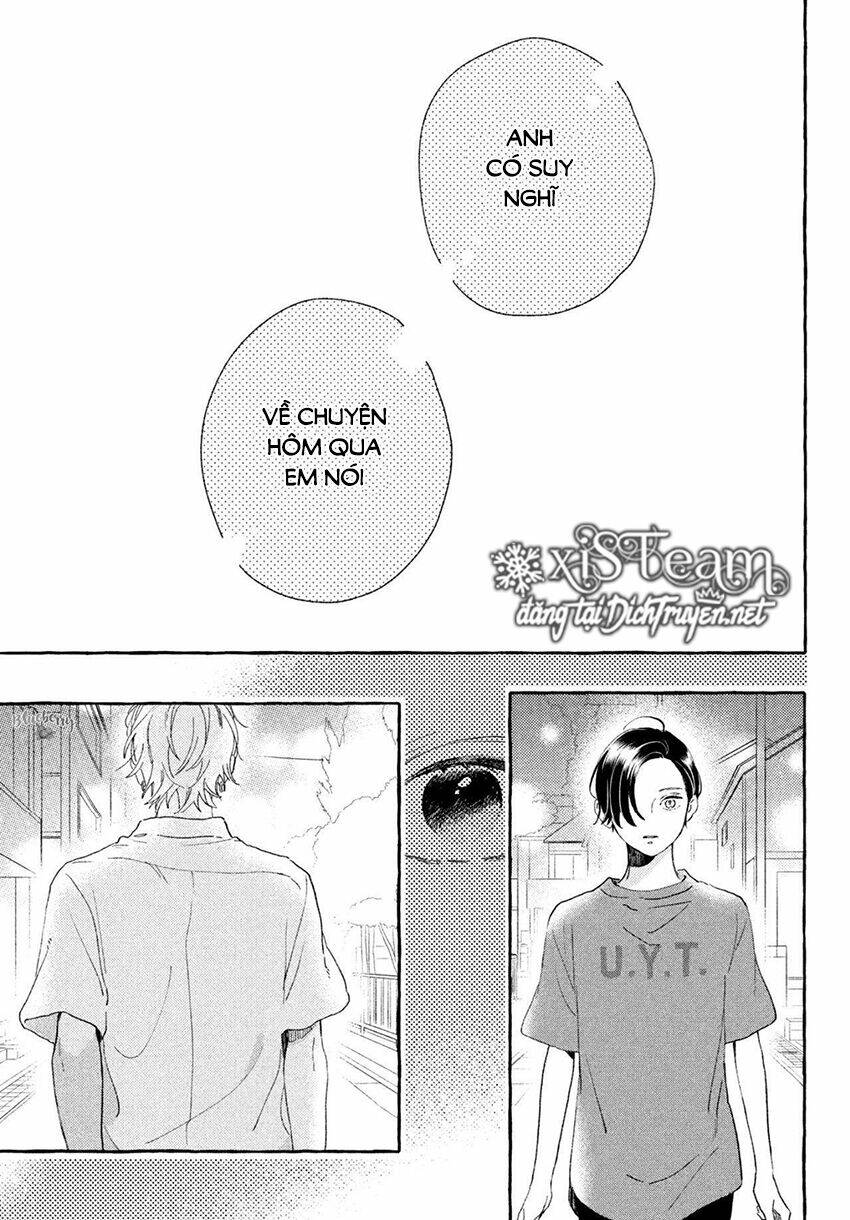 ANH
CÓ SUY
NGHĨ
VỀ CHUYỆN
HÔM QUA
EM NÓI
xiSTeam
đăng tại DichTruyen.net
U.Y.T.